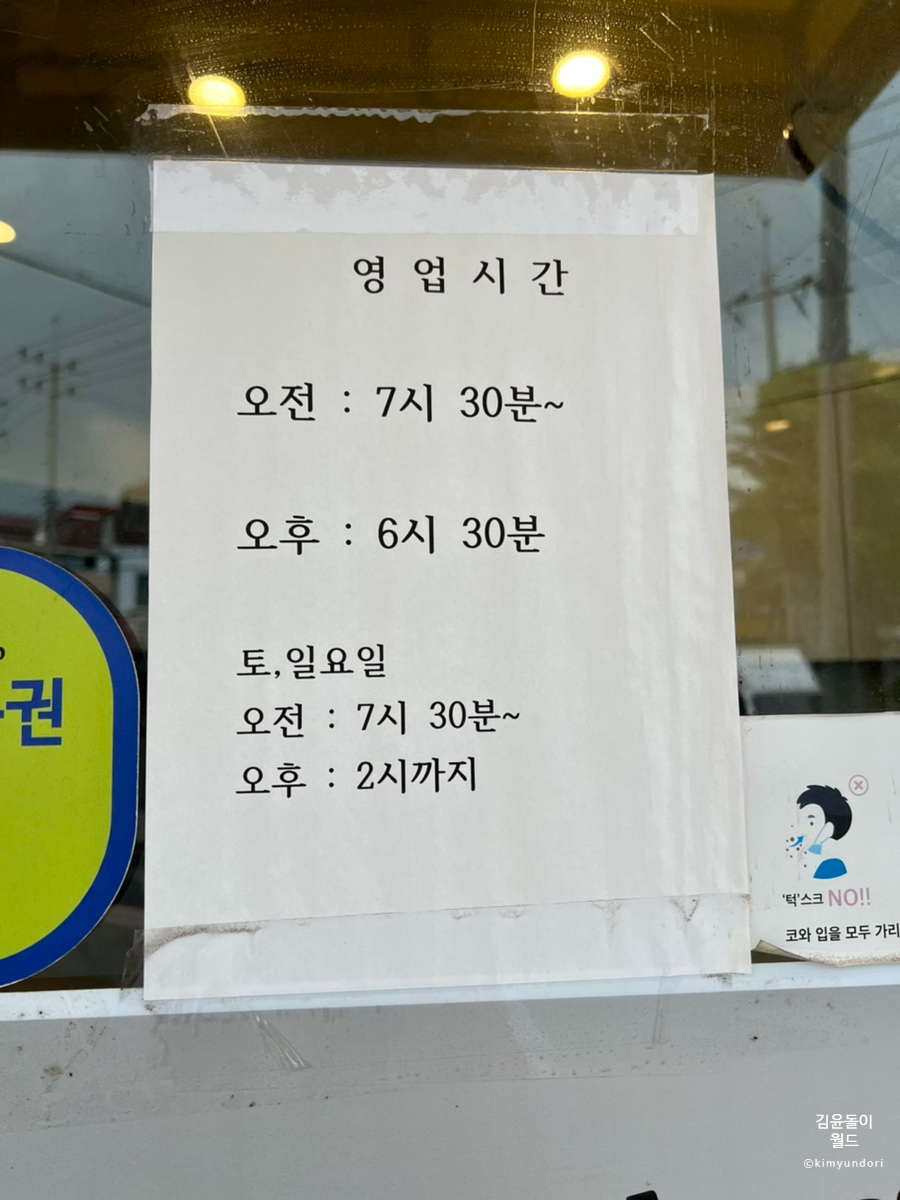 영 업 시 간
오전 : 7시 30분~
오후 : 6시 30분
토,일요일
오전 : 7시 30분~
오후 : 2시까지
권
'턱'스크 NO!!
코와 입을 모두 가리
김윤돌이
월드
©kimyundori